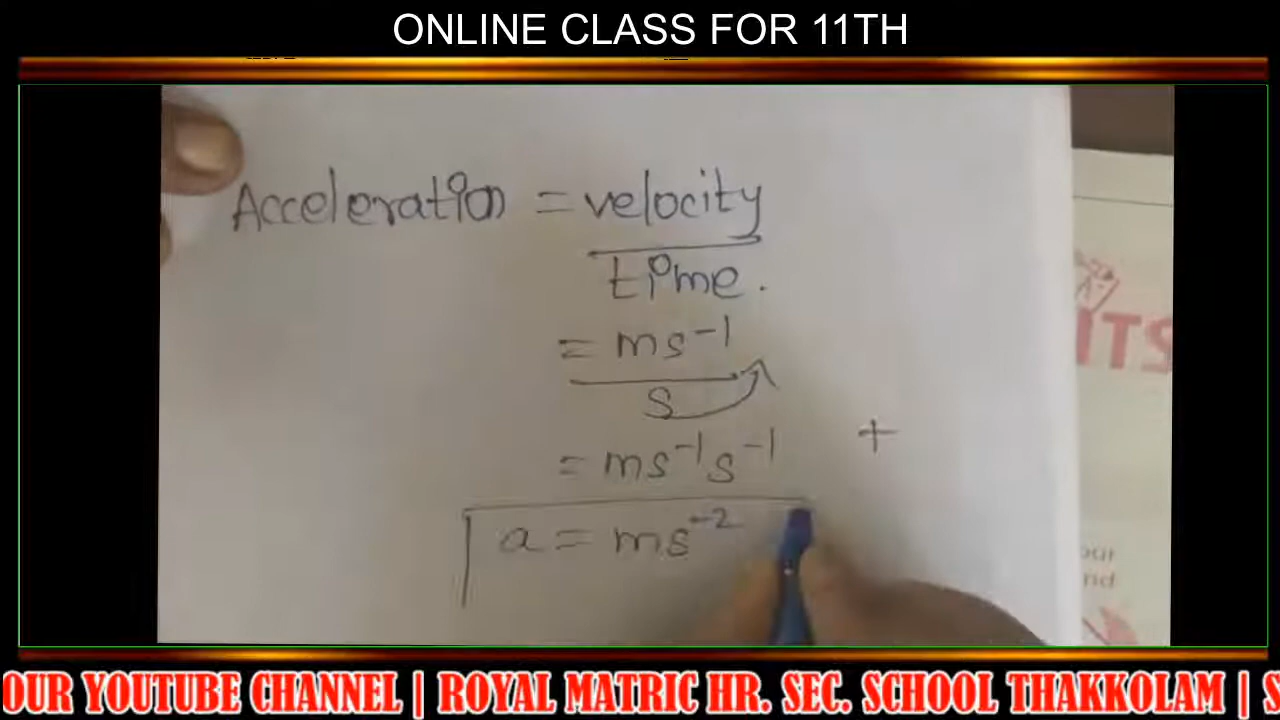 ONLINE CLASS FOR 11TH
Acceleration = velocity
time.
= ms⁻¹
s
= ms⁻¹s⁻¹
+
a = ms⁻²
OUR YOUTUBE CHANNEL | ROYAL MATRIC HR. SEC. SCHOOL THAKKOLAM | S